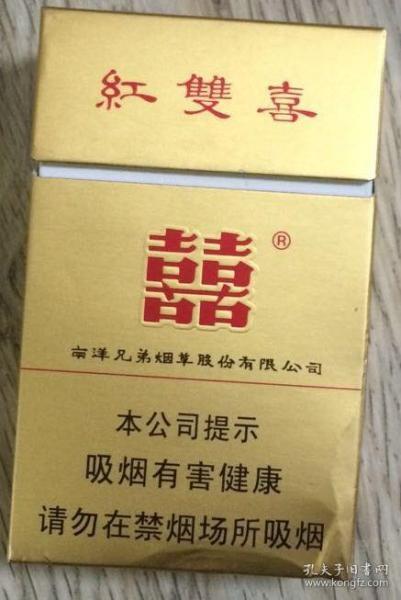 紅雙喜
囍®
南洋兄弟烟草股份有限公司
本公司提示
吸烟有害健康
请勿在禁烟场所吸烟
孔夫子旧书网
www.kongfz.com